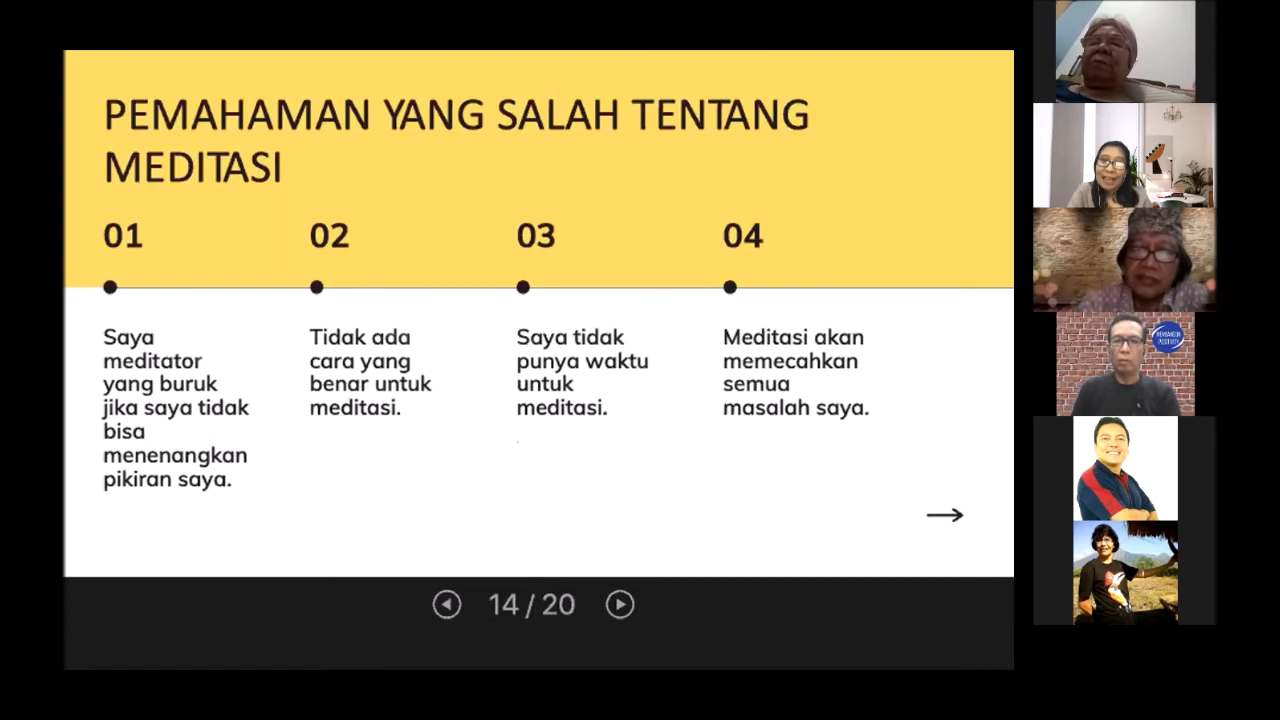 PEMAHAMAN YANG SALAH TENTANG
MEDITASI
01
02
03
04
Saya
meditator
yang buruk
jika saya tidak
bisa
menenangkan
pikiran saya.
Tidak ada
cara yang
benar untuk
meditasi.
Saya tidak
punya waktu
untuk
meditasi.
Meditasi akan
memecahkan
semua
masalah saya.
14 / 20